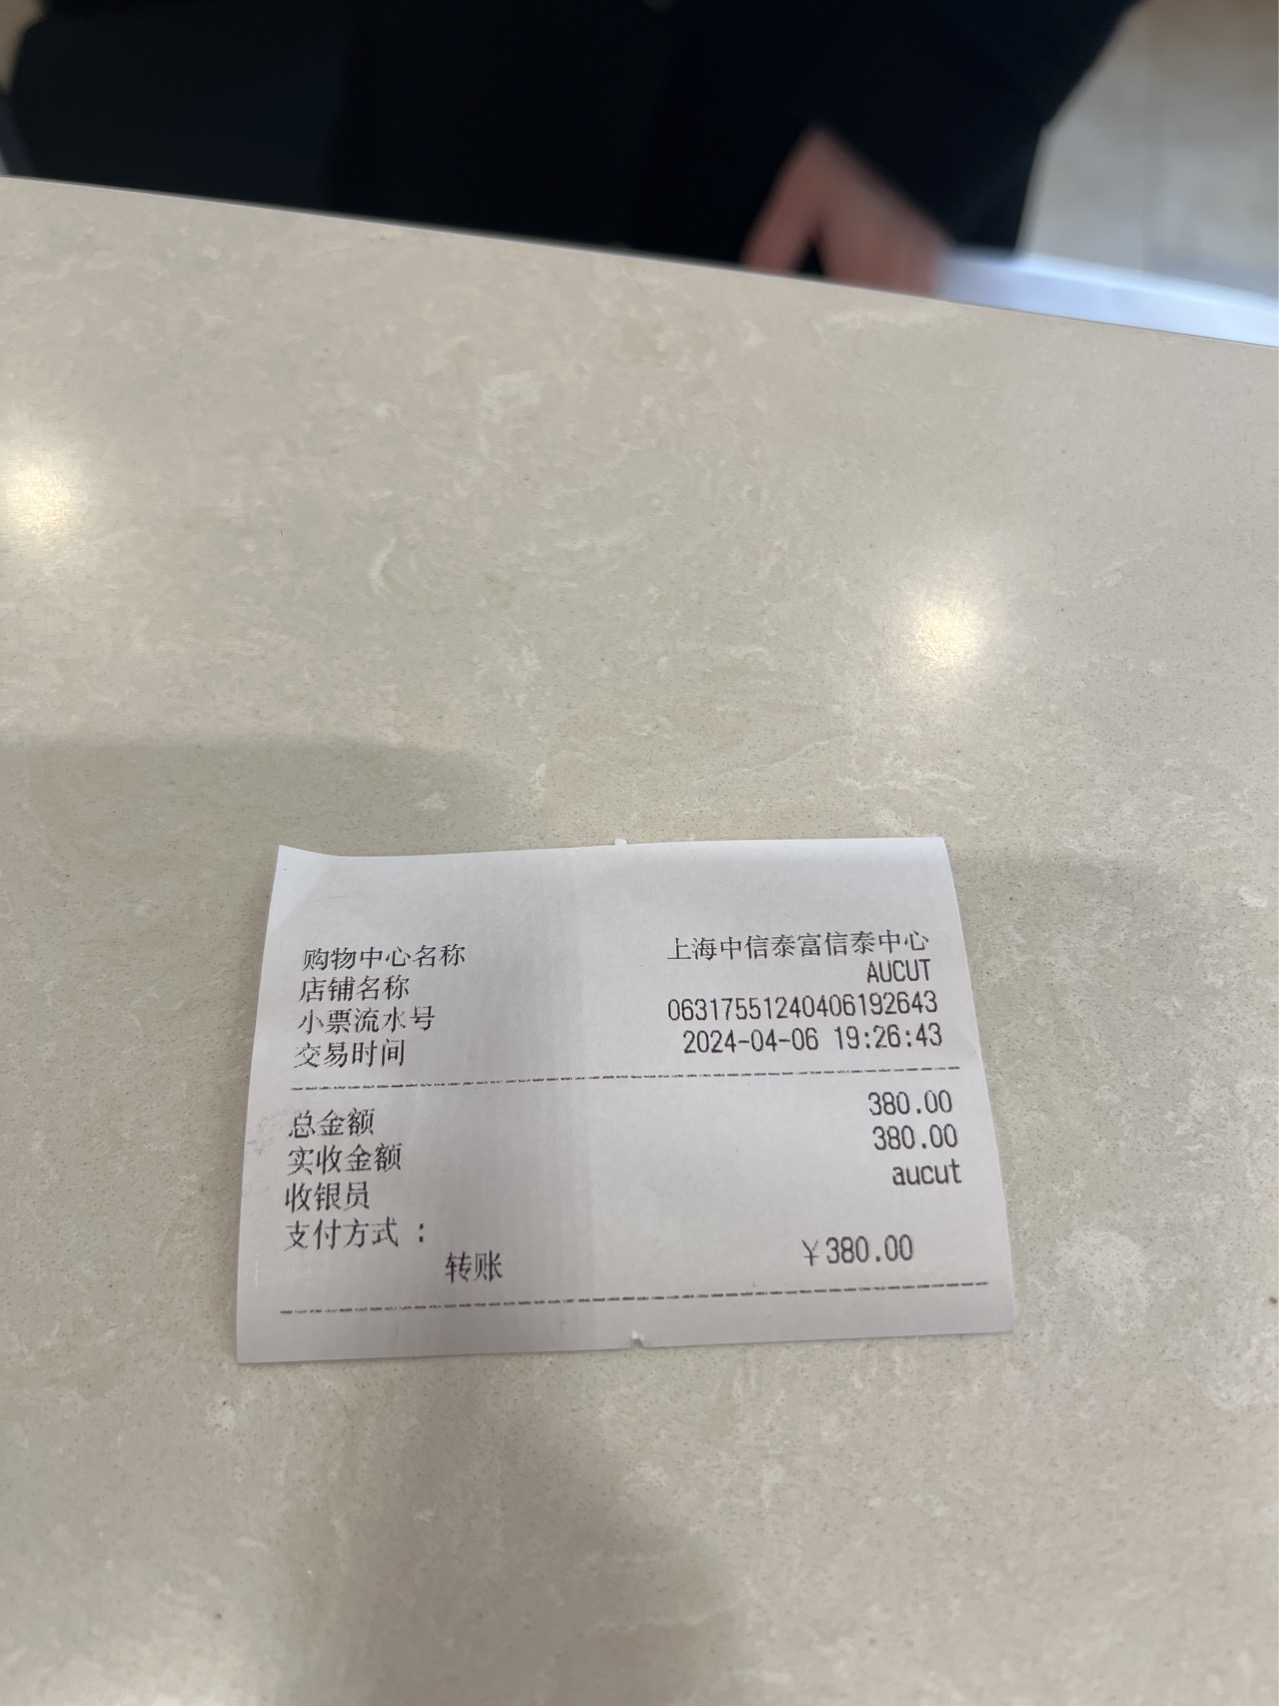 购物中心名称 上海中信泰富信泰中心
店铺名称 AUCUT
小票流水号 06317551240406192643
交易时间 2024-04-06 19:26:43
总金额 380.00
实收金额 380.00
收银员 aucut
支付方式 :
转账 ￥380.00